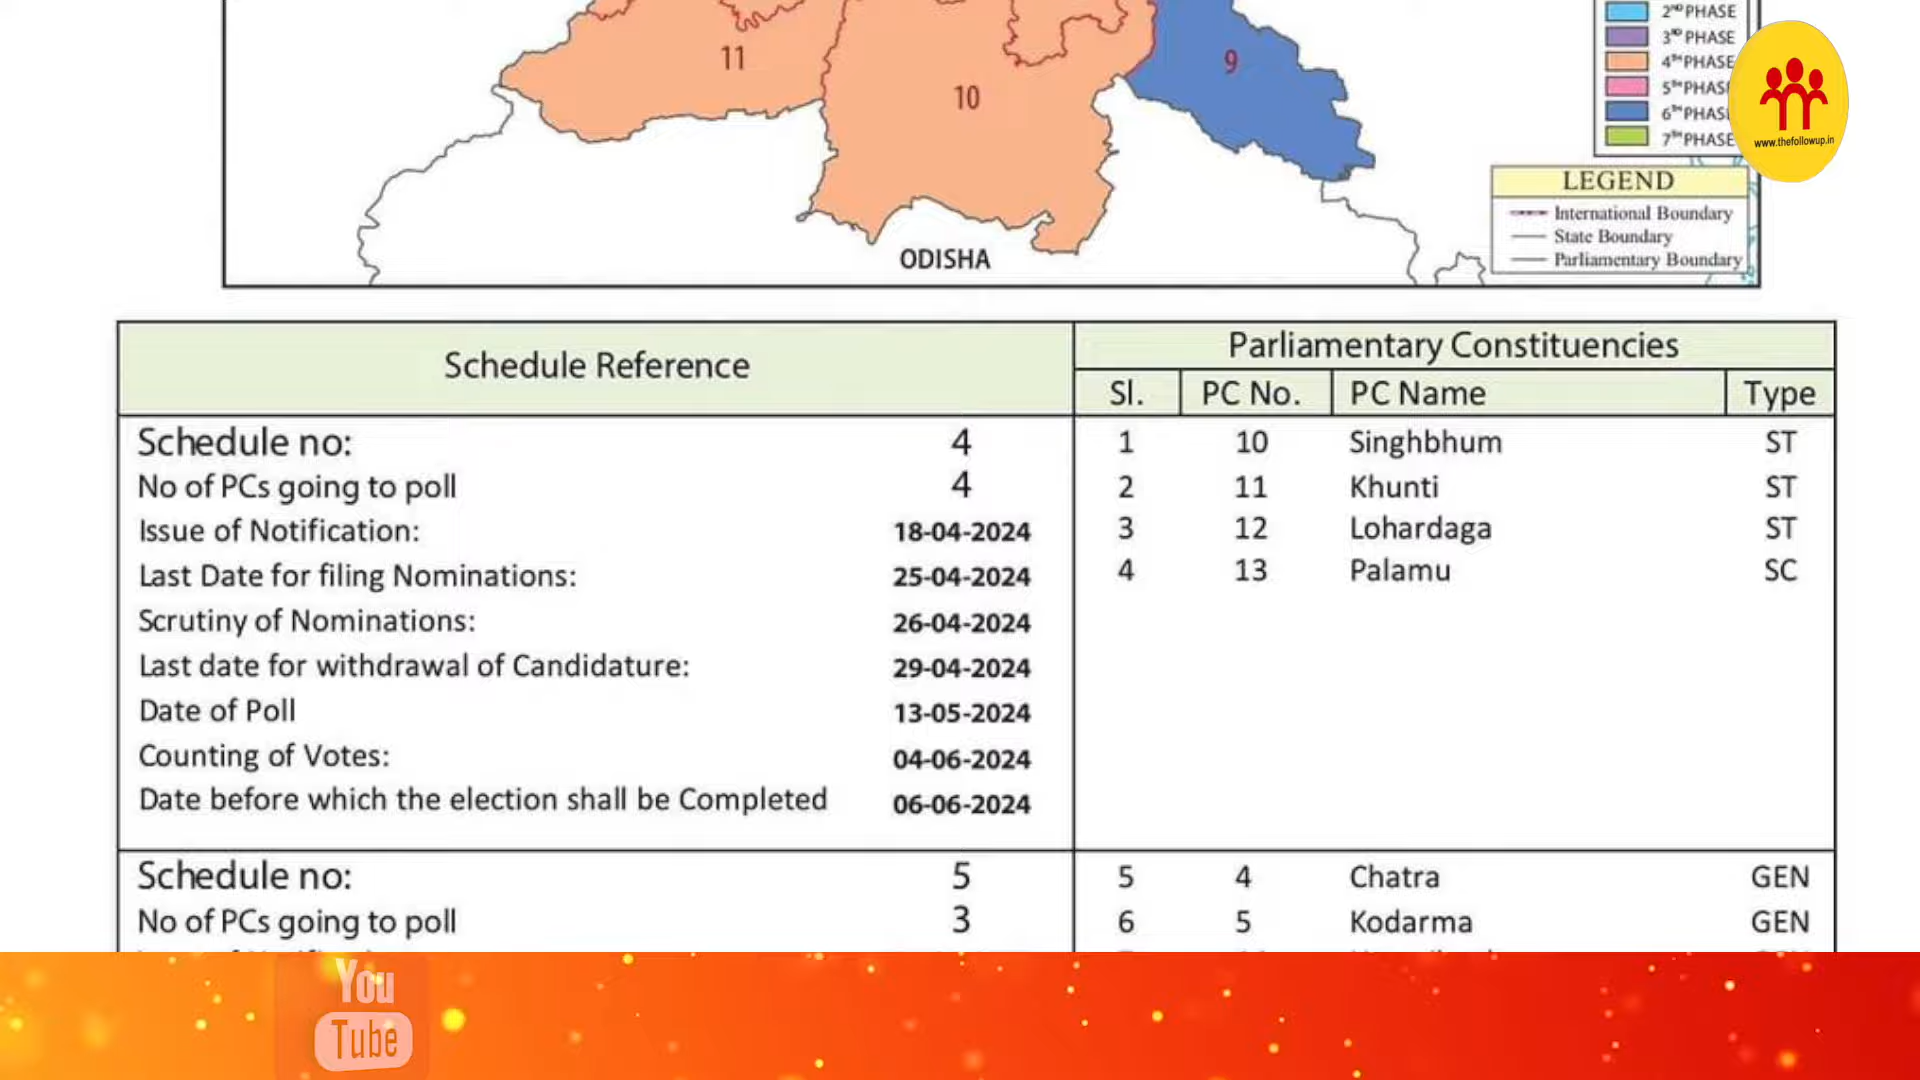 2ND PHASE
3RD PHASE
4TH PHASE
5TH PHAS
6TH PHAS
7TH PHASE
www.thefollowup.in
11
10
9
ODISHA
LEGEND
International Boundary
State Boundary
Parliamentary Boundary
Schedule Reference
Parliamentary Constituencies
Sl. PC No. PC Name Type
Schedule no: 4 1 10 Singhbhum ST
No of PCs going to poll 4 2 11 Khunti ST
Issue of Notification: 18-04-2024 3 12 Lohardaga ST
Last Date for filing Nominations: 25-04-2024 4 13 Palamu SC
Scrutiny of Nominations: 26-04-2024
Last date for withdrawal of Candidature: 29-04-2024
Date of Poll 13-05-2024
Counting of Votes: 04-06-2024
Date before which the election shall be Completed 06-06-2024
Schedule no: 5 5 4 Chatra GEN
No of PCs going to poll 3 6 5 Kodarma GEN
You
Tube